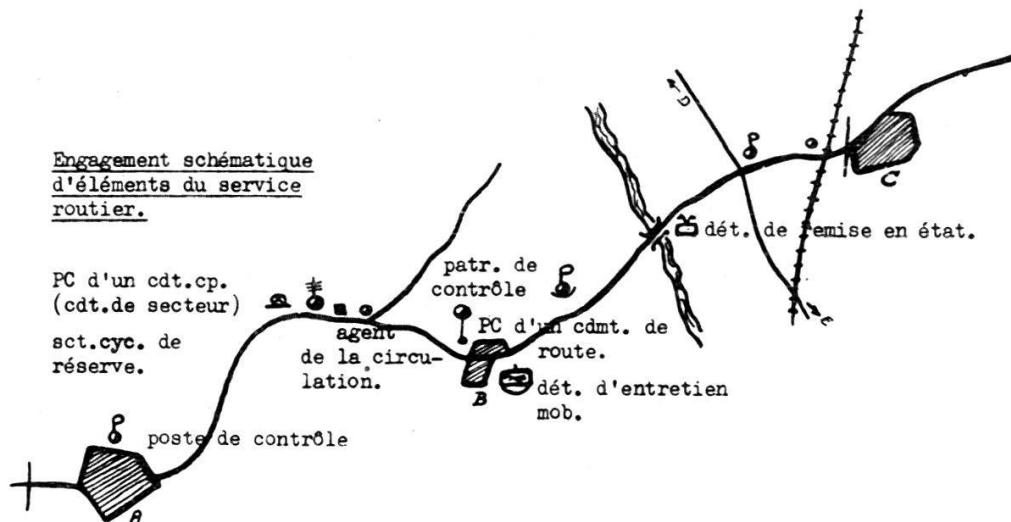 Engagement schématique
d'éléments du service
routier.
PC d'un cdt.cp.
(cdt.de secteur)
sct.cyc. de
réserve.
agent
de la circu-
lation.
patr. de
contrôle
PC d'un cdmt. de
route.
dét. d'entretien
mob.
dét. de remise en état.
poste de contrôle
A
B
C
D
E